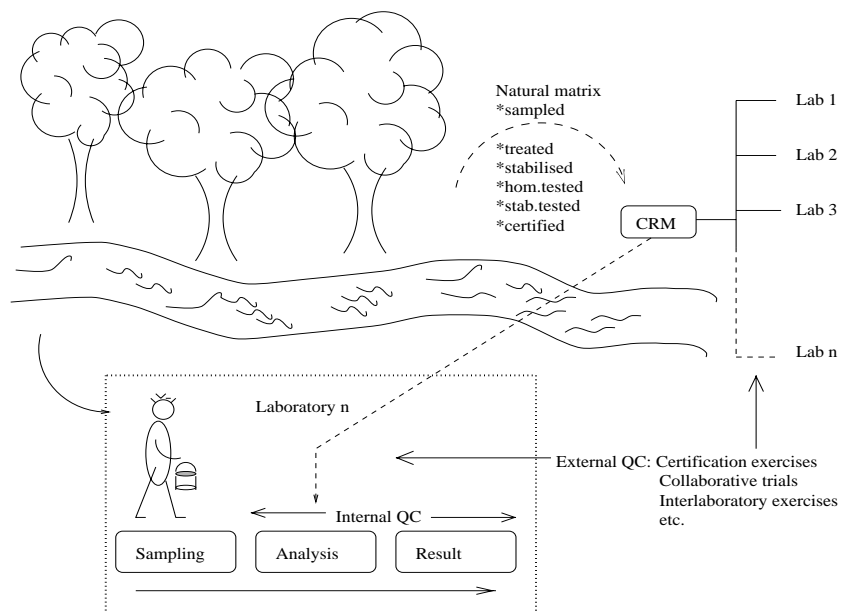 Natural matrix
*sampled
*treated
*stabilised
*hom.tested
*stab.tested
*certified
CRM
Lab 1
Lab 2
Lab 3
Lab n
Laboratory n
External QC: Certification exercises
Collaborative trials
Interlaboratory exercises
etc.
Internal QC
Sampling
Analysis
Result